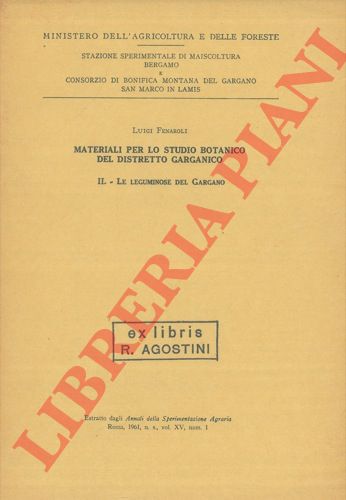 MINISTERO DELL'AGRICOLTURA E DELLE FORESTE
STAZIONE SPERIMENTALE DI MAISCOLTURA
BERGAMO
E
CONSORZIO DI BONIFICA MONTANA DEL GARGANO
SAN MARCO IN LAMIS
LUIGI FENAROLI
MATERIALI PER LO STUDIO BOTANICO
DEL DISTRETTO GARGANICO
II. - LE LEGUMINOSE DEL GARGANO
ex libris
R. AGOSTINI
Estratto dagli Annali della Sperimentazione Agraria
Roma, 1961, n. s., vol. XV, num. 1
LIBRERIA PIANI